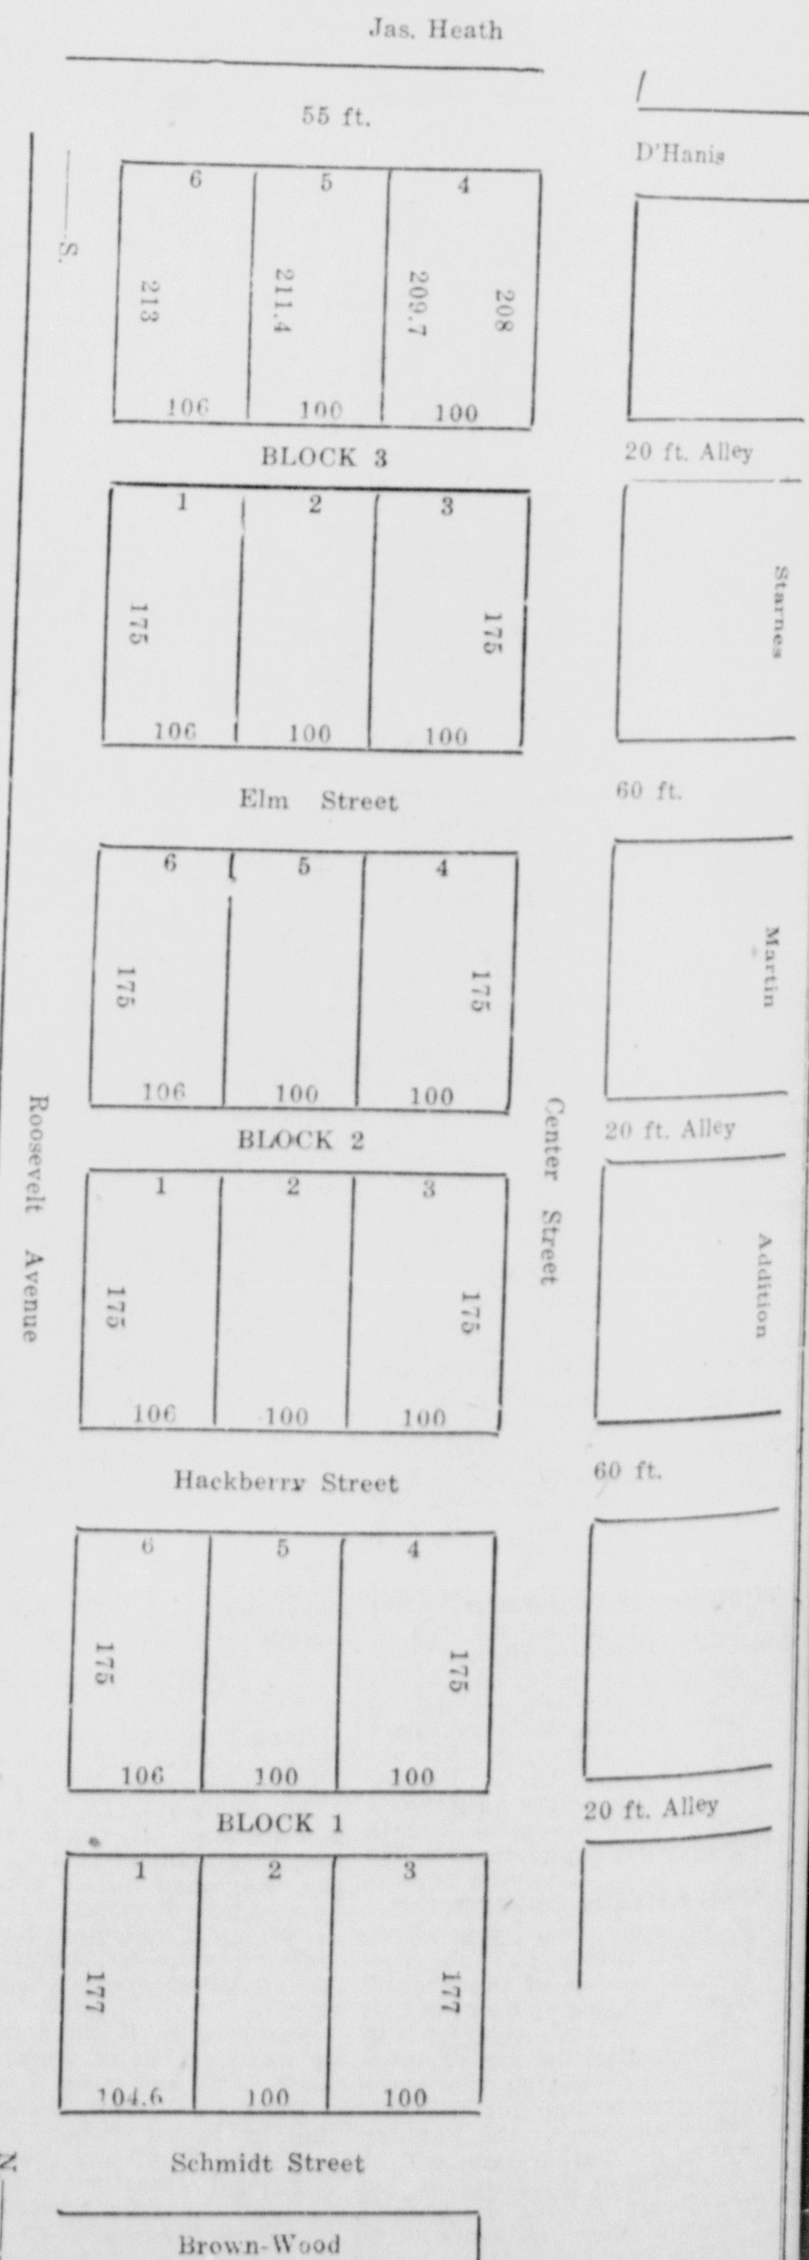 Jas. Heath
55 ft.
D'Hanis
S.
6 5 4
213 211.4 209.7 208
106 100 100
BLOCK 3
20 ft. Alley
1 2 3
175 175
Starnes
106 100 100
Elm Street
60 ft.
6 5 4
175 175
Martin
106 100 100
BLOCK 2
20 ft. Alley
Roosevelt Avenue
Center Street
1 2 3
175 175
Addition
106 100 100
Hackberry Street
60 ft.
6 5 4
175 175
106 100 100
BLOCK 1
20 ft. Alley
1 2 3
177 177
104.6 100 100
Schmidt Street
N
Brown-Wood